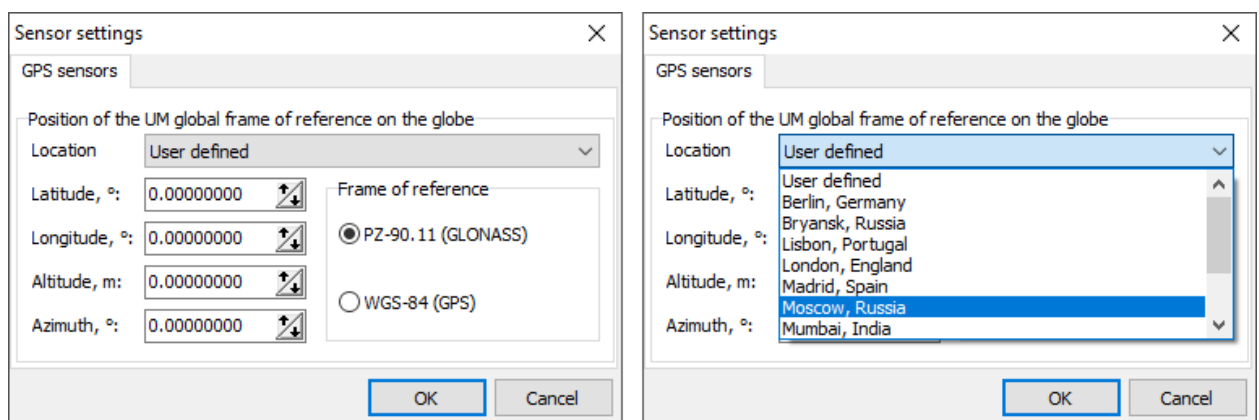 Sensor settings
GPS sensors
Position of the UM global frame of reference on the globe
Location User defined
Latitude, °: 0.00000000
Frame of reference
Longitude, °: 0.00000000
PZ-90.11 (GLONASS)
Altitude, m: 0.00000000
WGS-84 (GPS)
Azimuth, °: 0.00000000
OK Cancel
Sensor settings
GPS sensors
Position of the UM global frame of reference on the globe
Location User defined
Latitude, °:
Longitude, °:
Altitude, m:
Azimuth, °:
User defined
Berlin, Germany
Bryansk, Russia
Lisbon, Portugal
London, England
Madrid, Spain
Moscow, Russia
Mumbai, India
OK Cancel